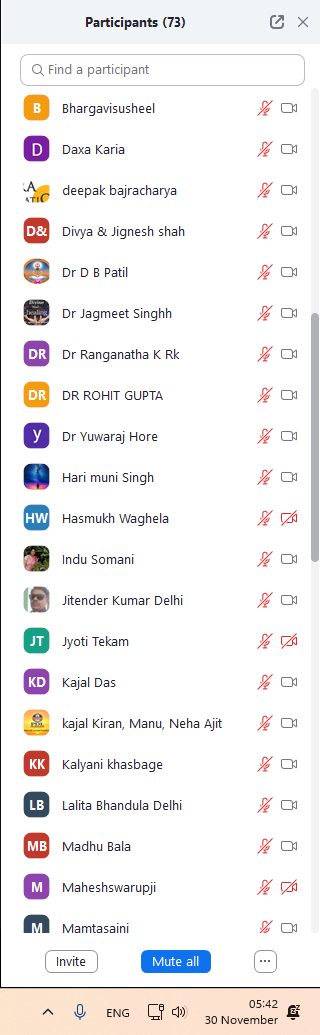 Participants (73)
Find a participant
B Bhargavisusheel
D Daxa Karia
deepak bajracharya
D& Divya & Jignesh shah
Dr D B Patil
healing Dr Jagmeet Singhh
DR Dr Ranganatha K Rk
DR DR ROHIT GUPTA
y Dr Yuwaraj Hore
Hari muni Singh
HW Hasmukh Waghela
Indu Somani
Jitender Kumar Delhi
JT Jyoti Tekam
KD Kajal Das
kajal Kiran, Manu, Neha Ajit
KK Kalyani khasbage
LB Lalita Bhandula Delhi
MB Madhu Bala
M Maheshswarupji
M Mamtasaini
Invite Mute all ...
ENG 05:42
30 November